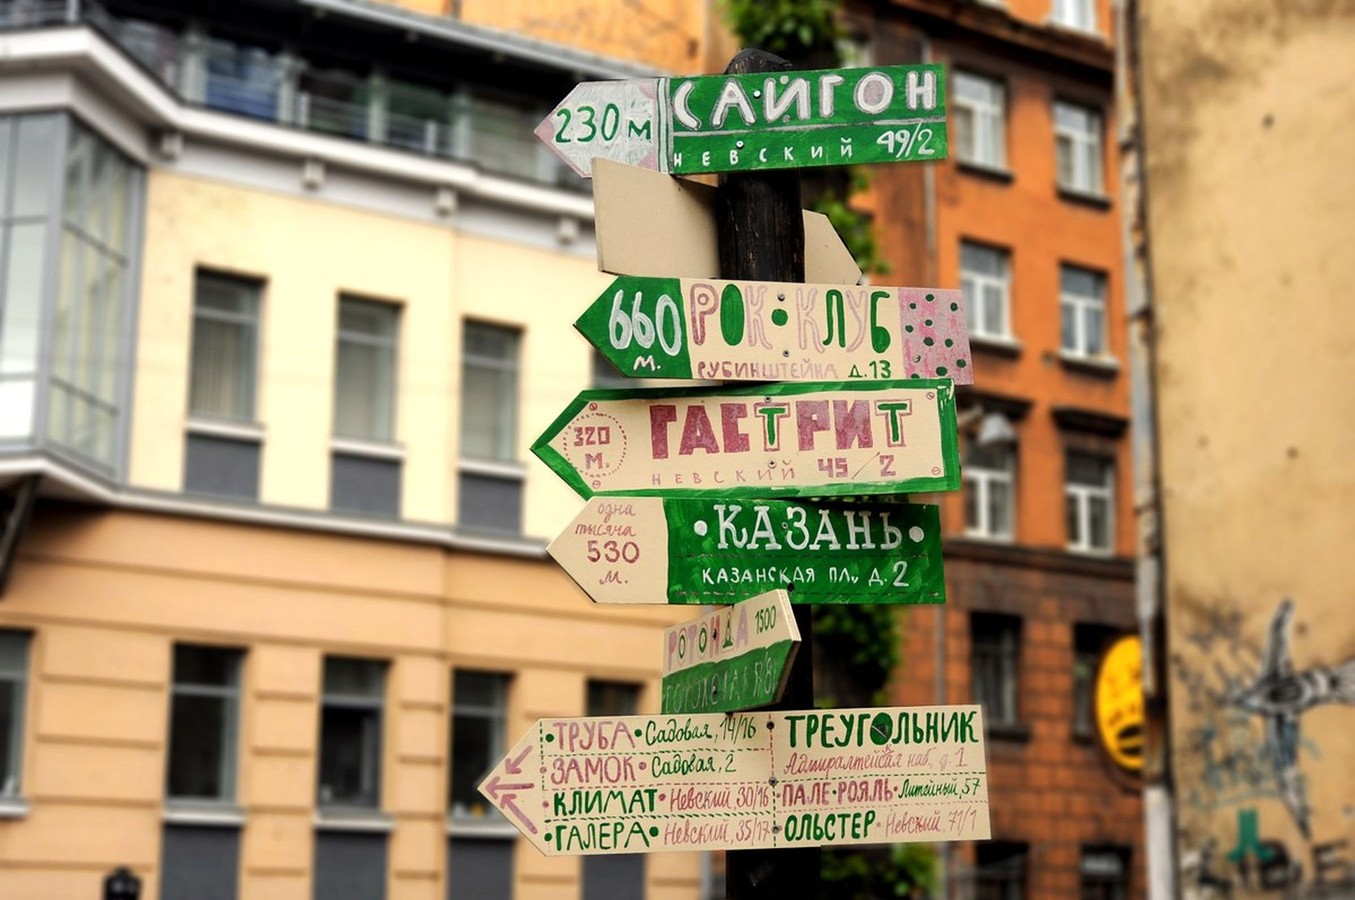 230 м САЙГОН
НЕВСКИЙ 49/2
660 РОК·КЛУБ
м. РУБИНШТЕЙНА д.13
320 ГАСТРИТ
М. НЕВСКИЙ 45/2
одна
тысяча
530
м.
·КАЗАНЬ·
КАЗАНСКАЯ ПЛ., Д. 2
РОТОНДА 1500
·ТРУБА· Садовая, 14/16
ЗАМОК· Садовая, 2
·КЛИМАТ· Невский, 30/16
·ГАЛЕРА· Невский, 35/17
ТРЕУГОЛЬНИК
Адмиралтейская наб., д. 1
·ПАЛЕ-РОЯЛЬ· Литейный, 57
·ОЛЬСТЕР· Невский, 71/1